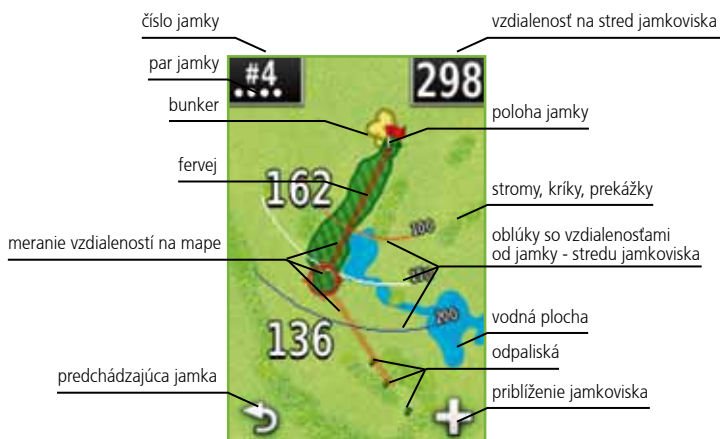 číslo jamky
vzdialenosť na stred jamkoviska
par jamky
#4
298
bunker
poloha jamky
fervej
162
stromy, kríky, prekážky
100
meranie vzdialeností na mape
oblúky so vzdialenosťami
od jamky - stredu jamkoviska
200
vodná plocha
136
odpaliská
predchádzajúca jamka
priblíženie jamkoviska